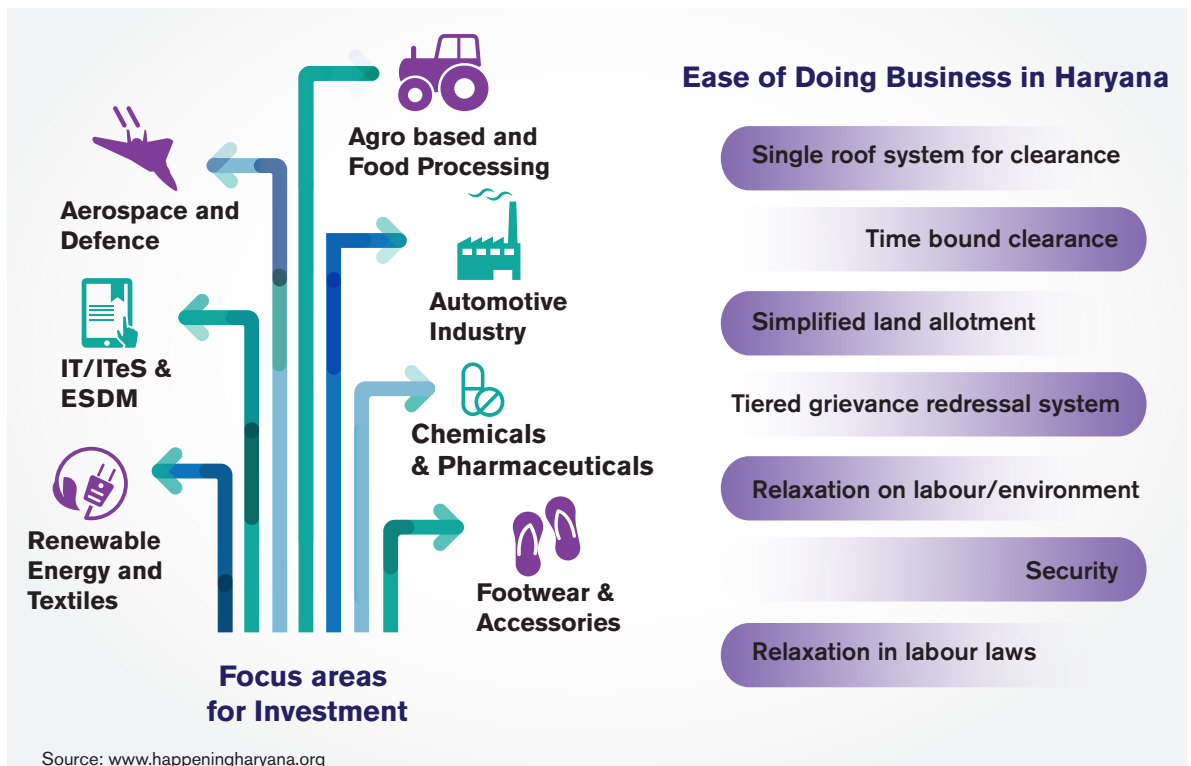 Agro based and
Food Processing
Aerospace and
Defence
Automotive
Industry
IT/ITeS &
ESDM
Chemicals
& Pharmaceuticals
Renewable
Energy and
Textiles
Footwear &
Accessories
Focus areas
for Investment
Ease of Doing Business in Haryana
Single roof system for clearance
Time bound clearance
Simplified land allotment
Tiered grievance redressal system
Relaxation on labour/environment
Security
Relaxation in labour laws
Source: www.happeningharyana.org